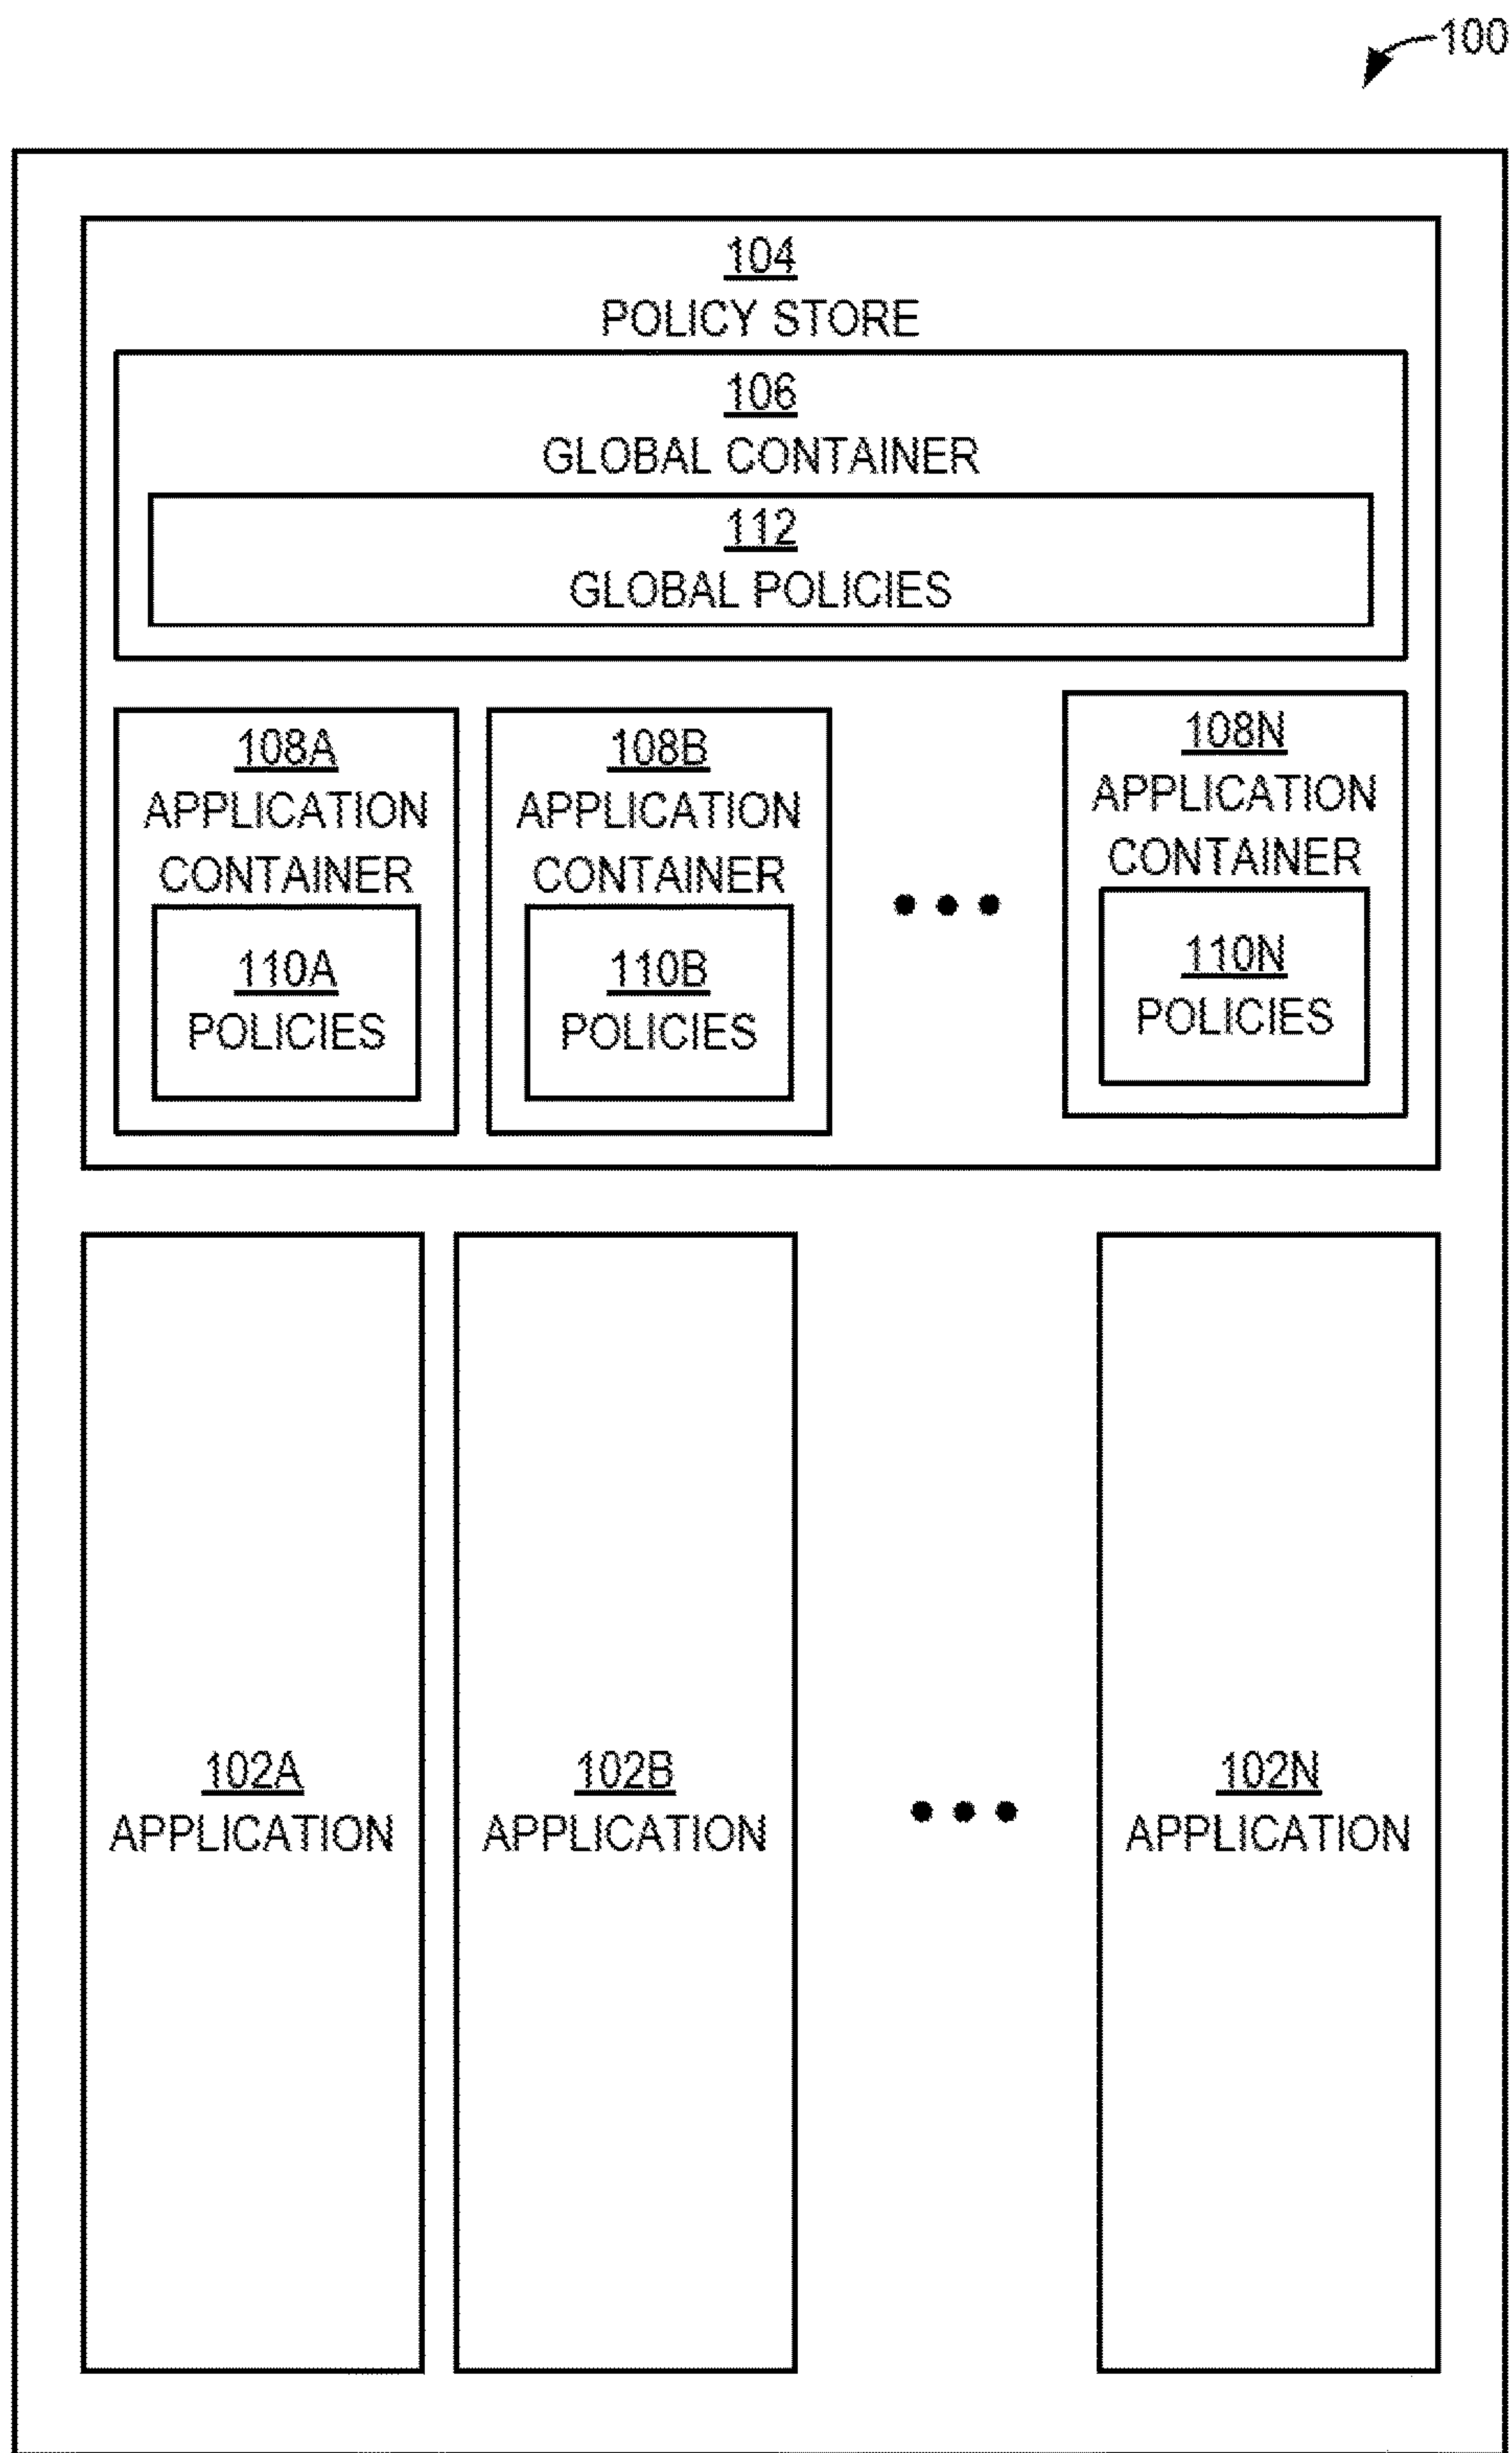 100
104
POLICY STORE
106
GLOBAL CONTAINER
112
GLOBAL POLICIES
108A
APPLICATION
CONTAINER
110A
POLICIES
108B
APPLICATION
CONTAINER
110B
POLICIES
108N
APPLICATION
CONTAINER
110N
POLICIES
102A
APPLICATION
102B
APPLICATION
102N
APPLICATION